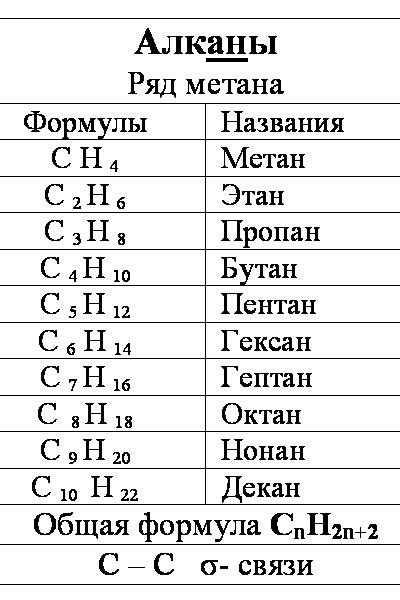 Алканы
Ряд метана
Формулы Названия
C H 4 Метан
C 2 H 6 Этан
C 3 H 8 Пропан
C 4 H 10 Бутан
C 5 H 12 Пентан
C 6 H 14 Гексан
C 7 H 16 Гептан
C 8 H 18 Октан
C 9 H 20 Нонан
C 10 H 22 Декан
Общая формула CnH2n+2
C – C σ- связи